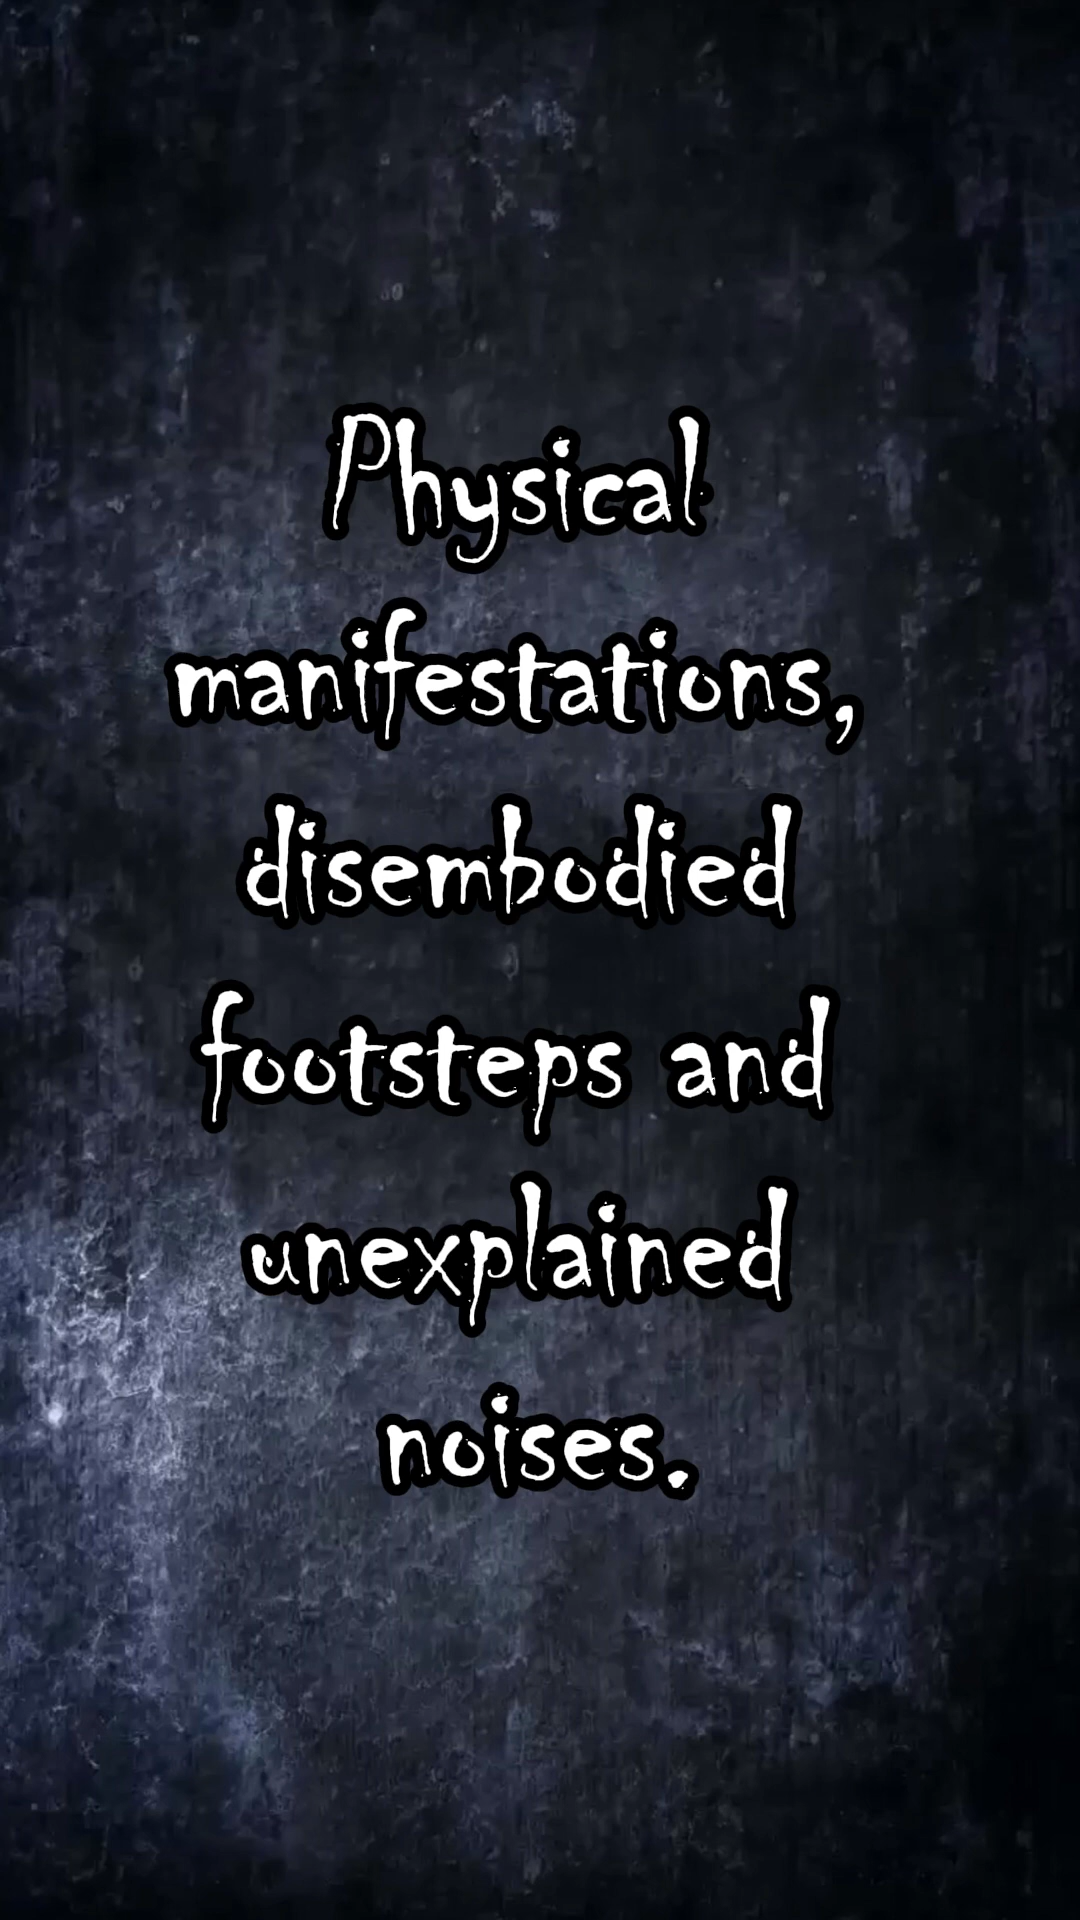 Physical
manifestations,
disembodied
footsteps and
unexplained
noises.